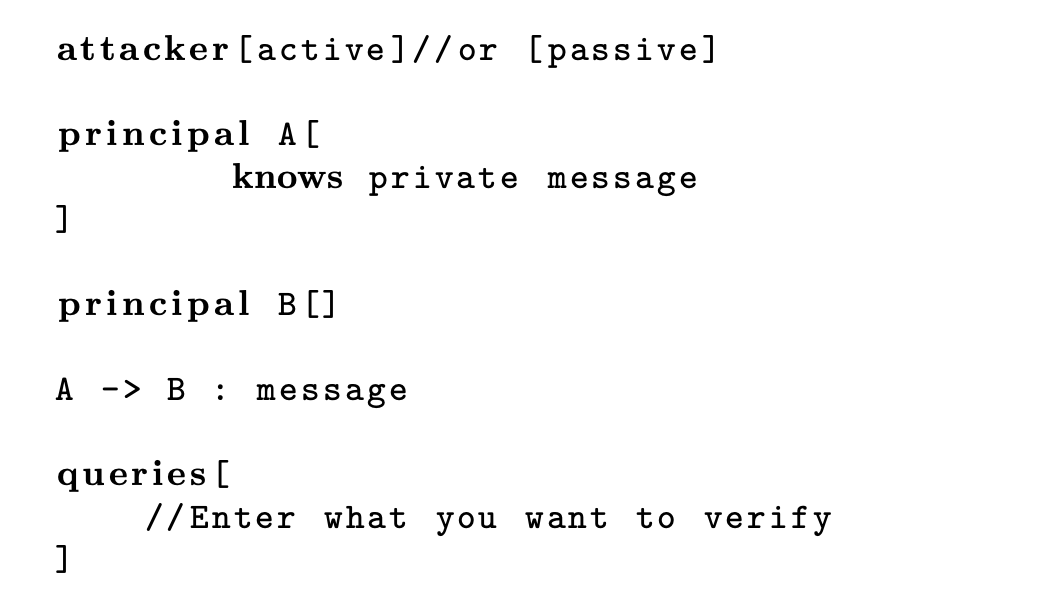 attacker[active]//or [passive]
principal A[
knows private message
]
principal B[]
A -> B : message
queries[
//Enter what you want to verify
]